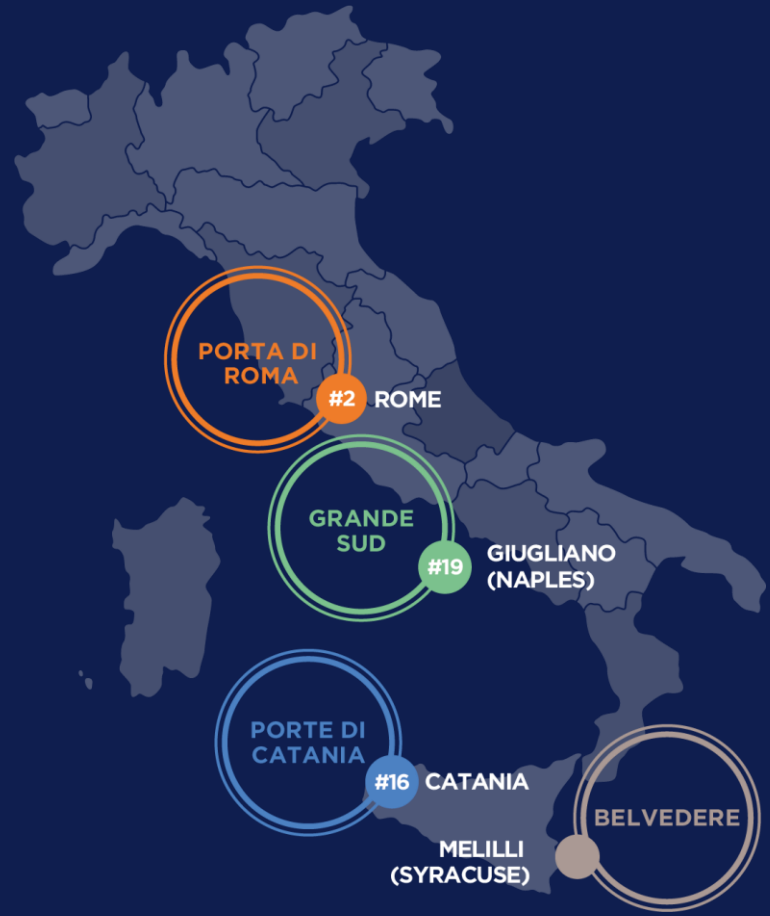 PORTA DI
ROMA
#2 ROME
GRANDE
SUD
#19
GIUGLIANO
(NAPLES)
PORTE DI
CATANIA
#16 CATANIA
BELVEDERE
MELILLI
(SYRACUSE)